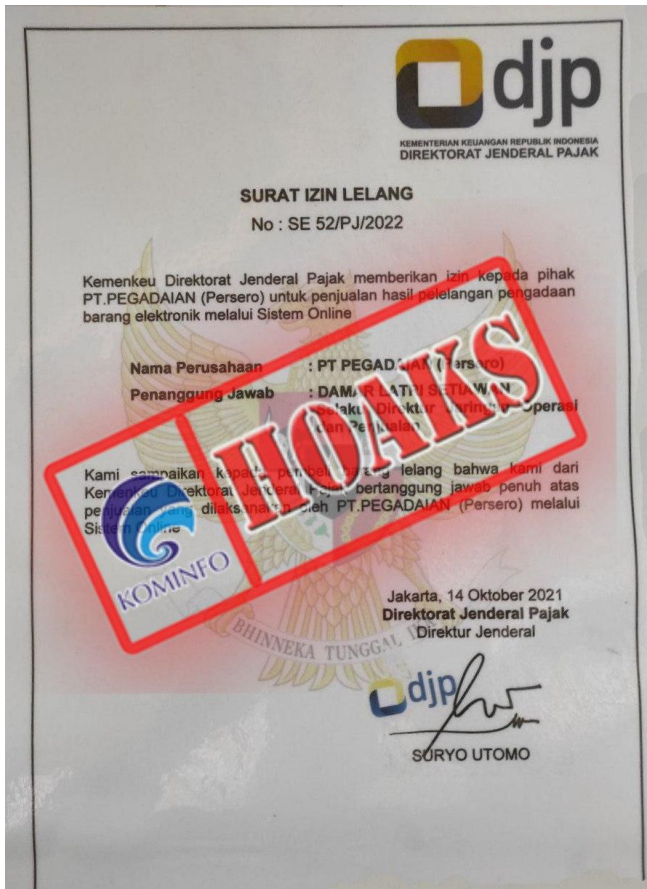 djp
KEMENTERIAN KEUANGAN REPUBLIK INDONESIA
DIREKTORAT JENDERAL PAJAK
SURAT IZIN LELANG
No : SE 52/PJ/2022
Kemenkeu Direktorat Jenderal Pajak memberikan izin kepada pihak
PT.PEGADAIAN (Persero) untuk penjualan hasil pelelangan pengadaan
barang elektronik melalui Sistem Online
Nama Perusahaan : PT PEGADAIAN (Persero)
Penanggung Jawab : DAMAR LATRI SETIAWAN
Selaku Direktur Jaringan Operasi
dan Penjualan
HOAKS
KOMINFO
Kami sampaikan kepada pembeli barang lelang bahwa kami dari
Kemenkeu Direktorat Jenderal Pajak bertanggung jawab penuh atas
penjualan yang dilaksanakan oleh PT.PEGADAIAN (Persero) melalui
Sistem Online
BHINNEKA TUNGGAL
Jakarta, 14 Oktober 2021
Direktorat Jenderal Pajak
Direktur Jenderal
djp
SURYO UTOMO